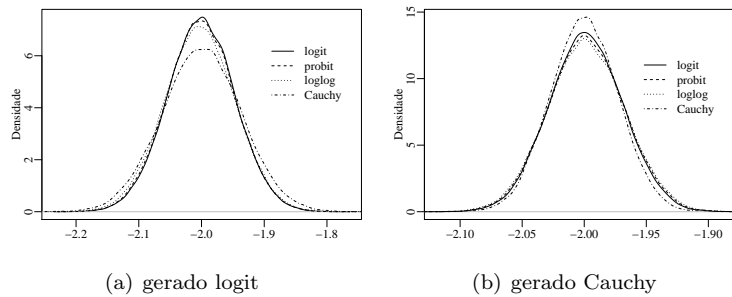 Densidade
0
2
4
6
−2.2
−2.1
−2.0
−1.9
−1.8
logit
probit
loglog
Cauchy
(a) gerado logit
Densidade
0
5
10
15
−2.10
−2.05
−2.00
−1.95
−1.90
logit
probit
loglog
Cauchy
(b) gerado Cauchy